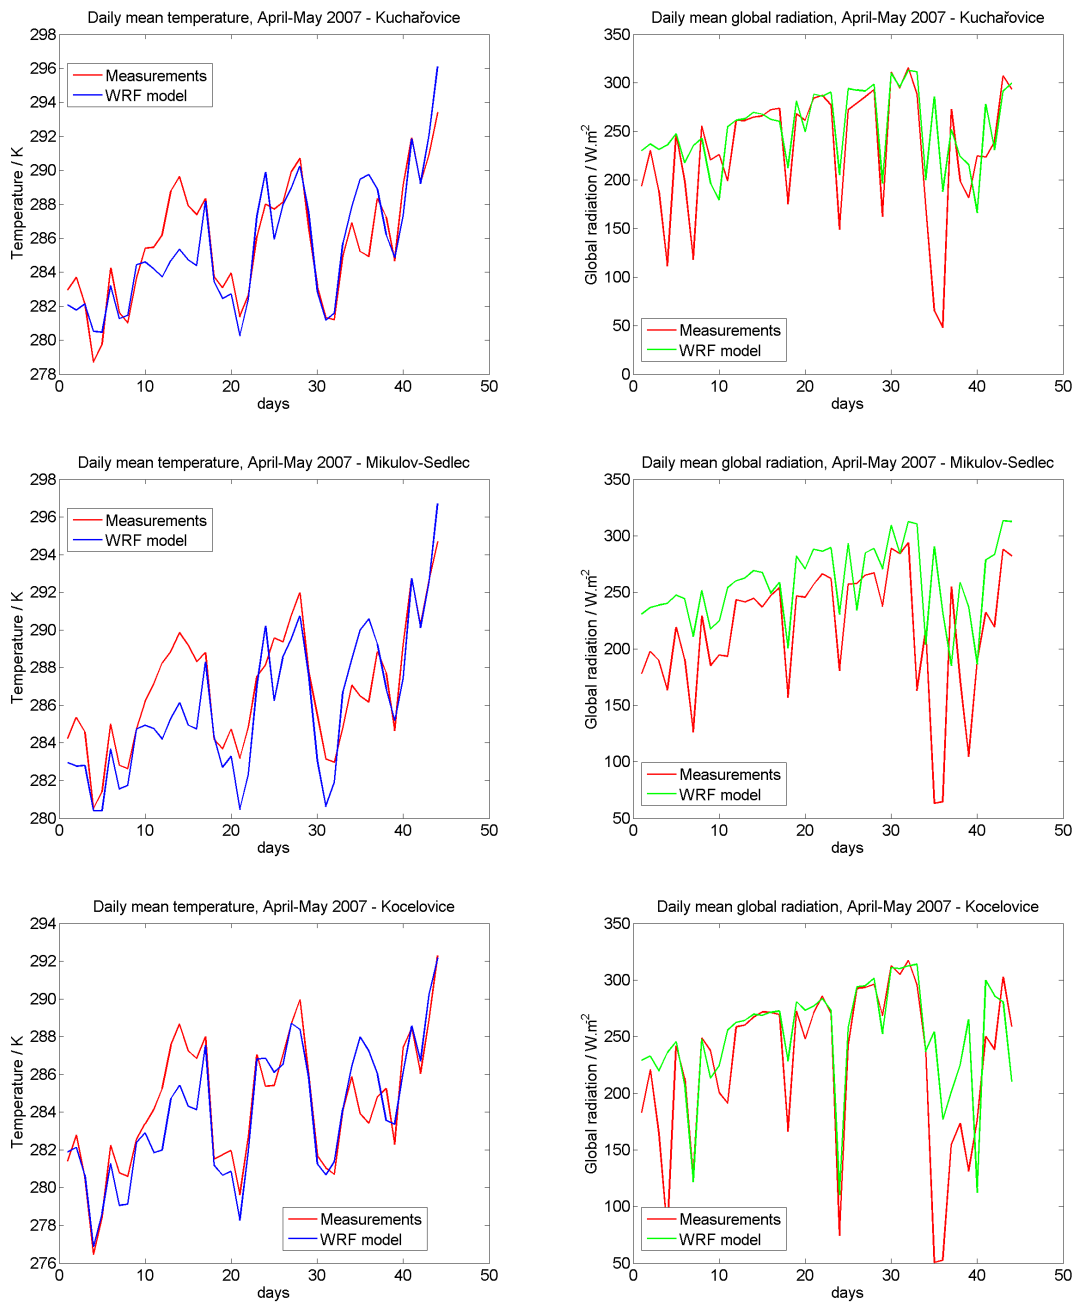 Daily mean temperature, April-May 2007 - Kuchařovice
298
296
294
292
290
288
286
284
282
280
278
0
10
20
30
40
50
Temperature / K
days
Measurements
WRF model
Daily mean global radiation, April-May 2007 - Kuchařovice
350
300
250
200
150
100
50
0
0
10
20
30
40
50
Global radiation / W.m-2
days
Measurements
WRF model
Daily mean temperature, April-May 2007 - Mikulov-Sedlec
298
296
294
292
290
288
286
284
282
280
0
10
20
30
40
50
Temperature / K
days
Measurements
WRF model
Daily mean global radiation, April-May 2007 - Mikulov-Sedlec
350
300
250
200
150
100
50
0
10
20
30
40
50
Global radiation / W.m-2
days
Measurements
WRF model
Daily mean temperature, April-May 2007 - Kocelovice
294
292
290
288
286
284
282
280
278
276
0
10
20
30
40
50
Temperature / K
days
Measurements
WRF model
Daily mean global radiation, April-May 2007 - Kocelovice
350
300
250
200
150
100
50
0
10
20
30
40
50
Global radiation / W.m-2
days
Measurements
WRF model